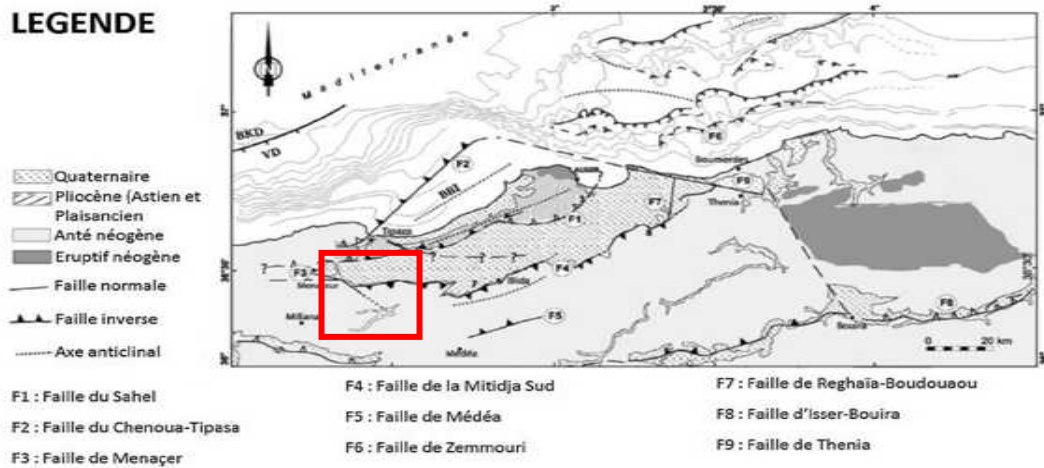 LEGENDE
Quaternaire
Pliocène (Astien et
Plaisancien
Anté néogène
Eruptif néogène
Faille normale
Faille inverse
Axe anticlinal
N
Maditerranée
BKD
VD
F2
BBI
F6
Boumerdes
F9
Thenia
F7
F1
Tipasa
F3
?
?
?
?
F4
Blida
Miliana
F5
Médéa
F8
Bouira
0 20 km
F1 : Faille du Sahel
F2 : Faille du Chenoua-Tipasa
F3 : Faille de Menaçer
F4 : Faille de la Mitidja Sud
F5 : Faille de Médéa
F6 : Faille de Zemmouri
F7 : Faille de Reghaïa-Boudouaou
F8 : Faille d'Isser-Bouira
F9 : Faille de Thenia